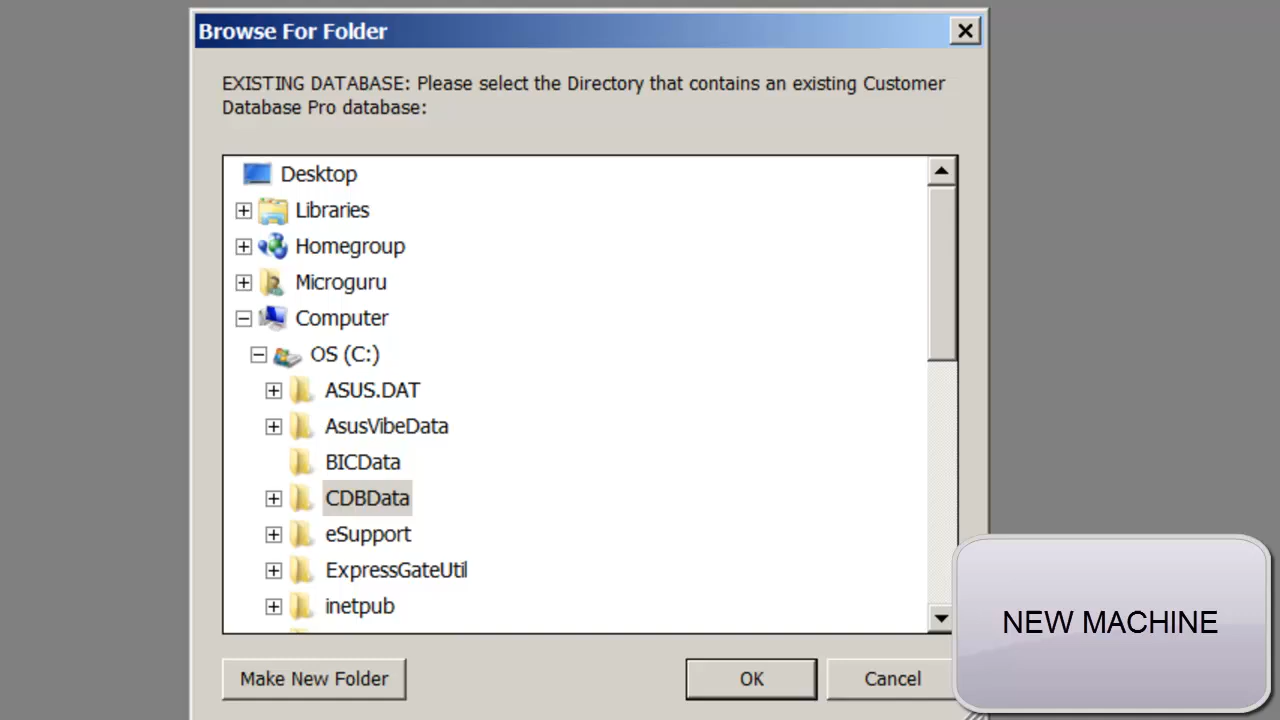 Browse For Folder
EXISTING DATABASE: Please select the Directory that contains an existing Customer
Database Pro database:
Desktop
Libraries
Homegroup
Microguru
Computer
OS (C:)
ASUS.DAT
AsusVibeData
BICData
CDBData
eSupport
ExpressGateUtil
inetpub
NEW MACHINE
Make New Folder
OK
Cancel